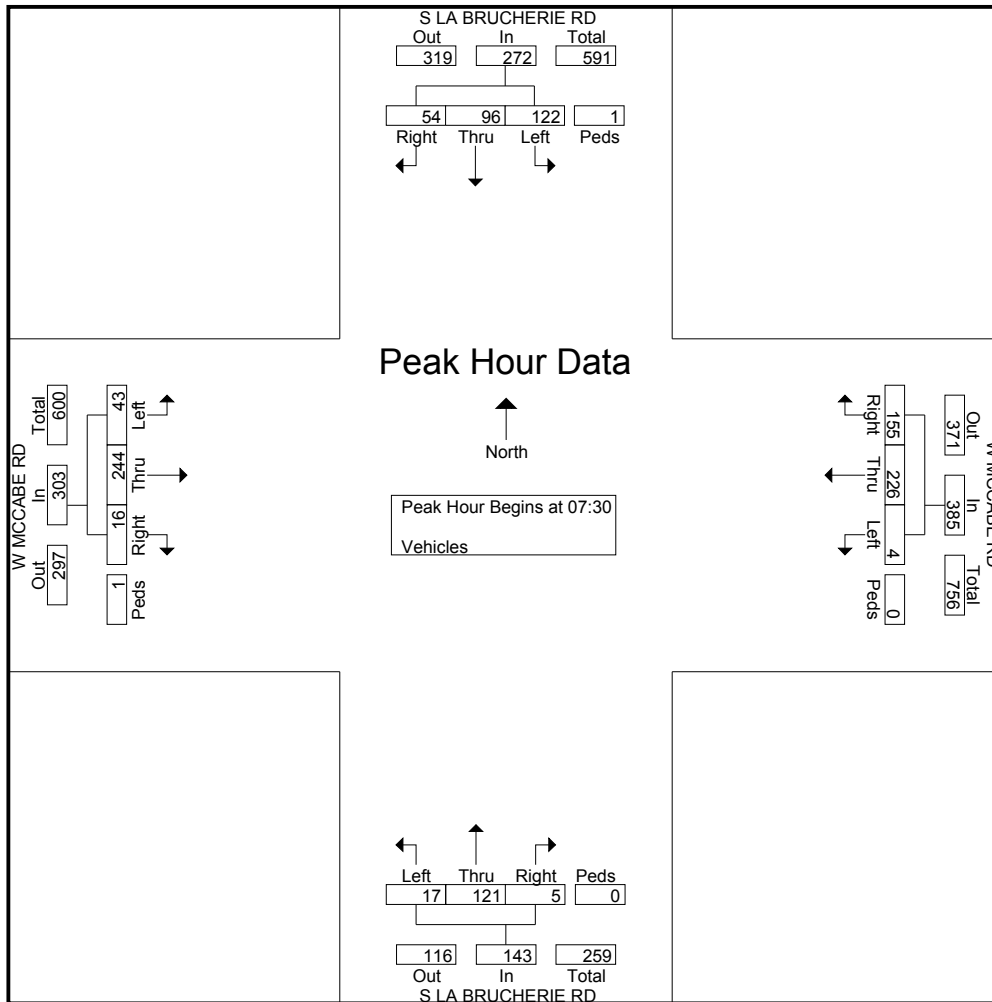 S LA BRUCHERIE RD
Out In Total
319 272 591
54 96 122 1
Right Thru Left Peds
Peak Hour Data
North
Peak Hour Begins at 07:30
Vehicles
W MCCABE RD
Total In Out
600 303 297
43 244 16 1
Left Thru Right Peds
W MCCABE RD
Out In Total
371 385 756
155 226 4 0
Right Thru Left Peds
Left Thru Right Peds
17 121 5 0
116 143 259
Out In Total
S LA BRUCHERIE RD